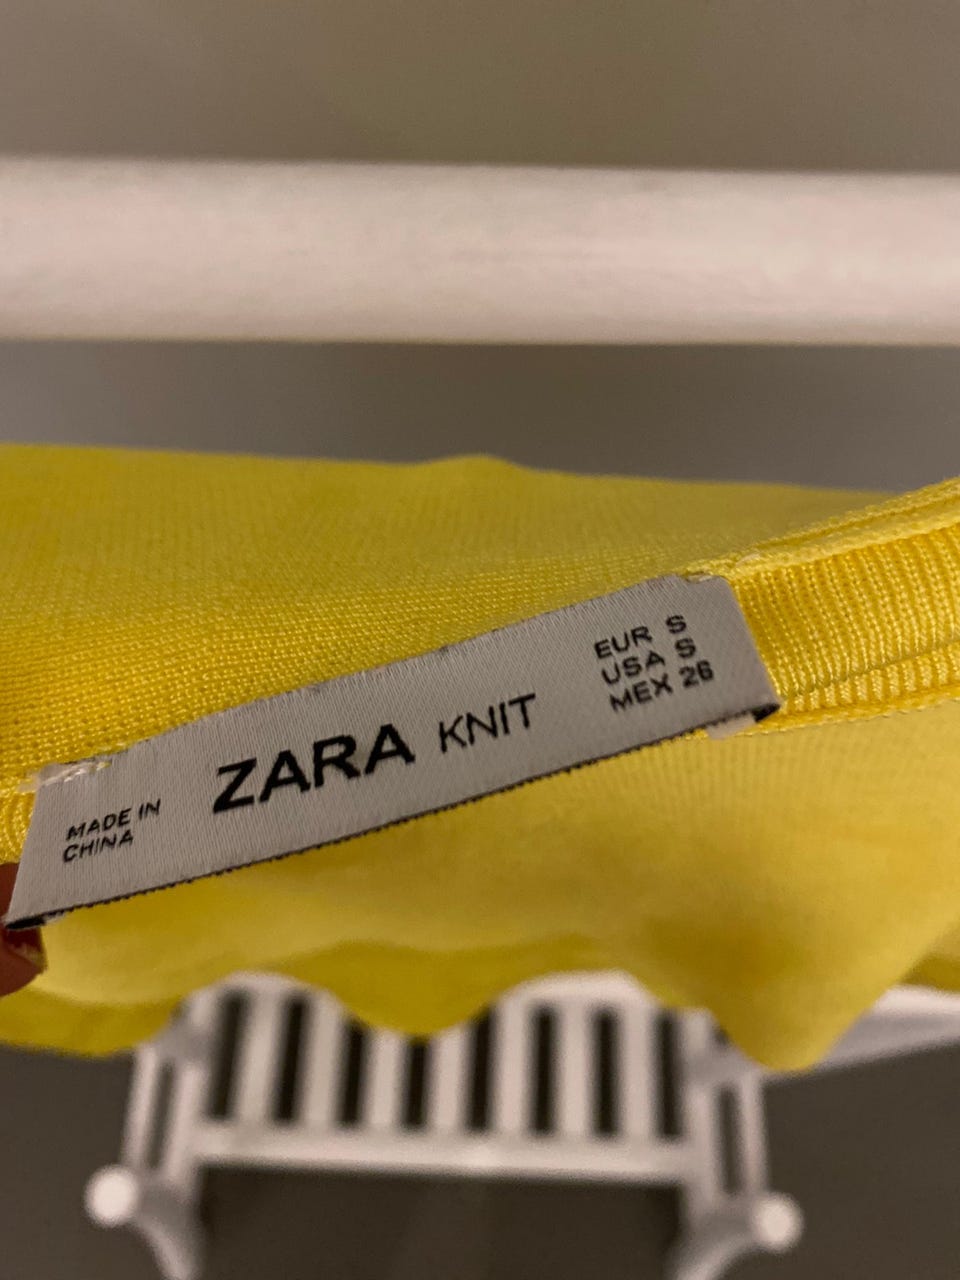 MADE IN
CHINA
ZARA KNIT
EUR S
USA S
MEX 26